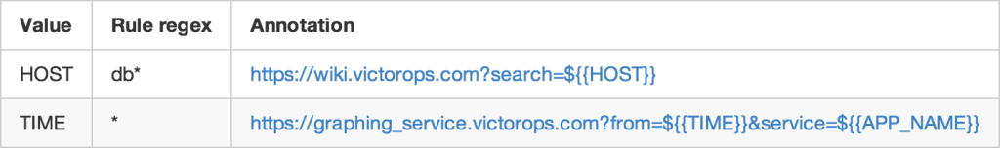 Value Rule regex Annotation
HOST db* https://wiki.victorops.com?search=${{HOST}}
TIME * https://graphing_service.victorops.com?from=${{TIME}}&service=${{APP_NAME}}